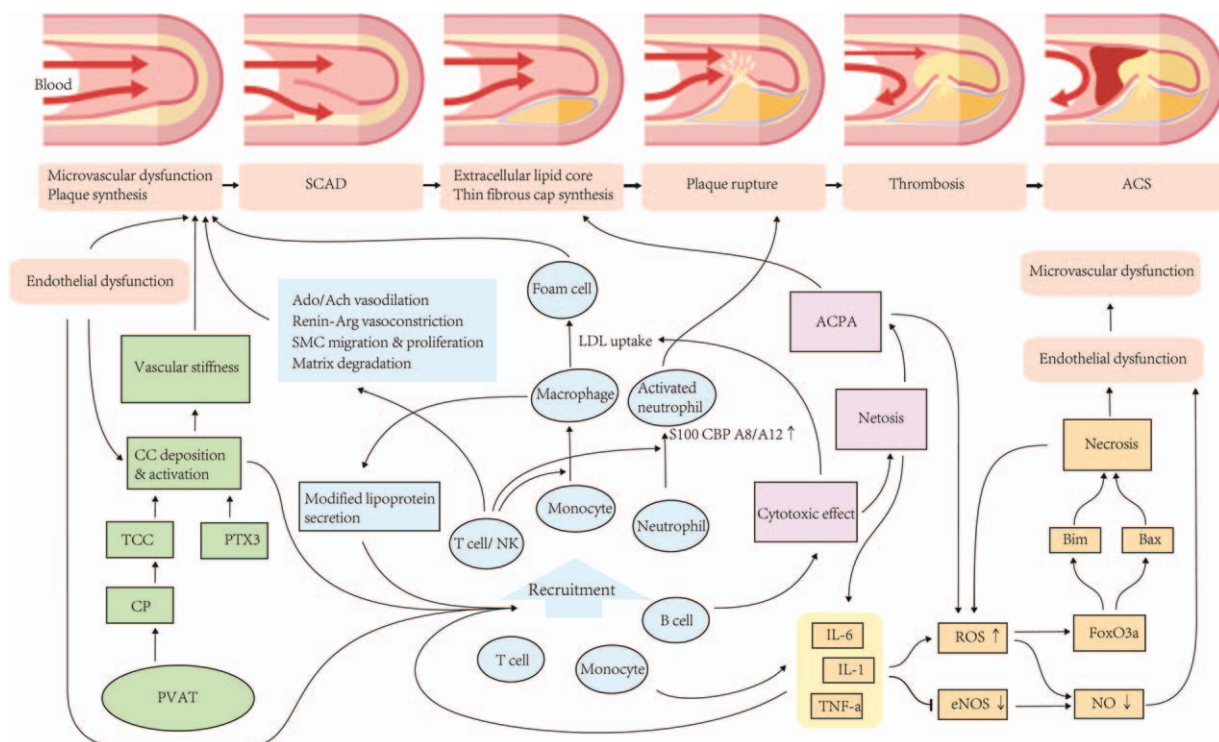 Blood
Microvascular dysfunction
Plaque synthesis
SCAD
Extracellular lipid core
Thin fibrous cap synthesis
Plaque rupture
Thrombosis
ACS
Endothelial dysfunction
Ado/Ach vasodilation
Renin-Arg vasoconstriction
SMC migration & proliferation
Matrix degradation
Foam cell
LDL uptake
ACPA
Microvascular dysfunction
Endothelial dysfunction
Vascular stiffness
Macrophage
Activated
neutrophil
S100 CBP A8/A12 ↑
Netosis
Necrosis
CC deposition
& activation
Modified lipoprotein
secretion
T cell/ NK
Monocyte
Neutrophil
Cytotoxic effect
TCC
PTX3
Bim
Bax
CP
Recruitment
B cell
T cell
Monocyte
PVAT
IL-6
IL-1
TNF-a
ROS ↑
FoxO3a
eNOS ↓
NO ↓